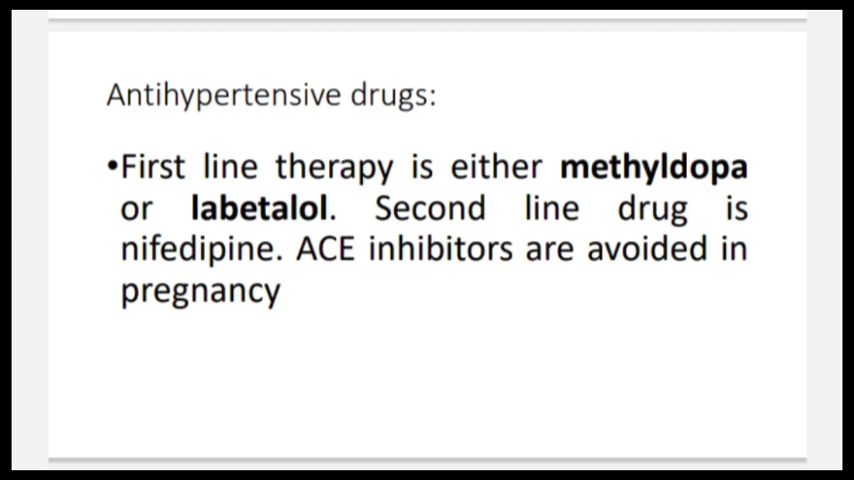 Antihypertensive drugs:
•First line therapy is either methyldopa
or labetalol. Second line drug is
nifedipine. ACE inhibitors are avoided in
pregnancy